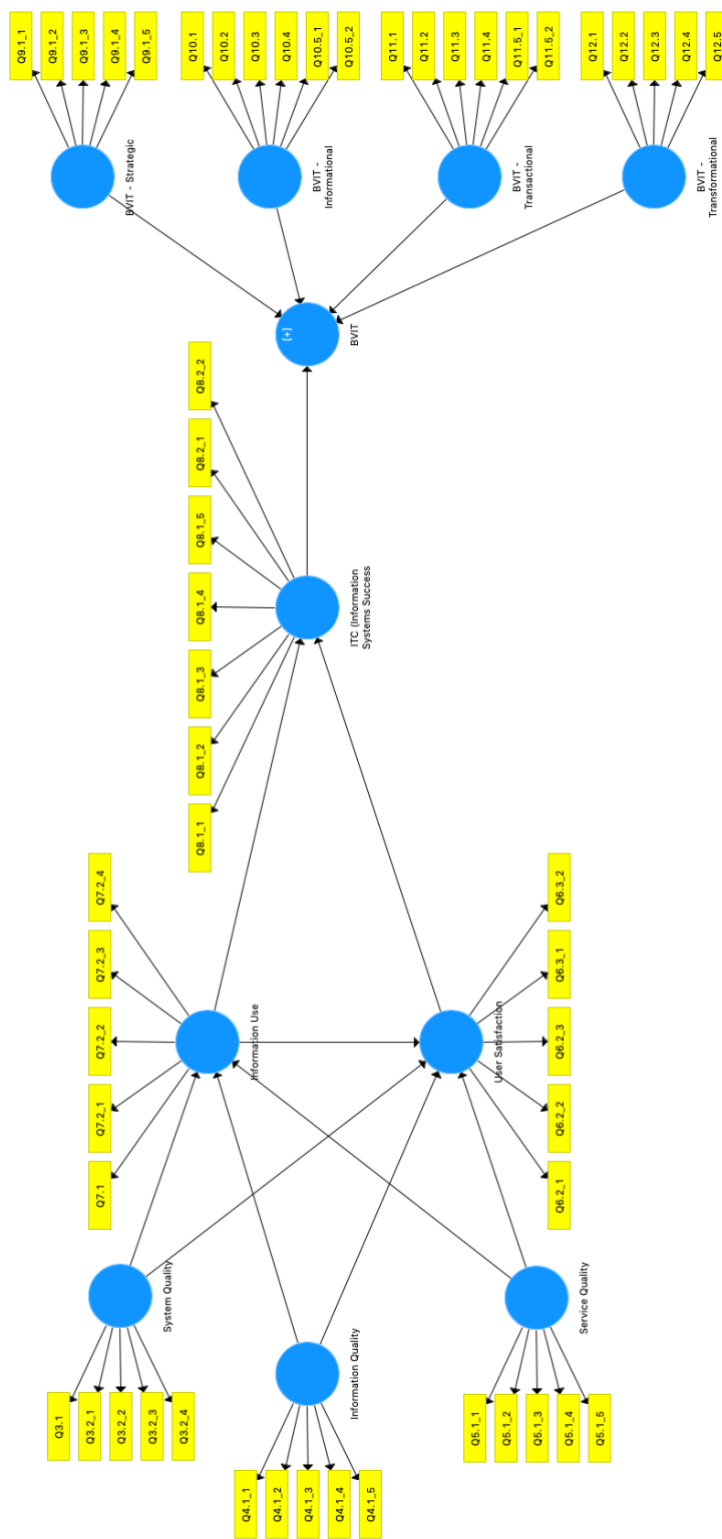 Q9.1_1
Q9.1_2
Q9.1_3
Q9.1_4
Q9.1_5
BVIT - Strategic
Q10.1
Q10.2
Q10.3
Q10.4
Q10.5_1
Q10.5_2
BVIT -
Informational
Q11.1
Q11.2
Q11.3
Q11.4
Q11.5_1
Q11.5_2
BVIT -
Transactional
Q12.1
Q12.2
Q12.3
Q12.4
Q12.5
BVIT -
Transformational
[+]
BVIT
Q8.1_1
Q8.1_2
Q8.1_3
Q8.1_4
Q8.1_5
Q8.2_1
Q8.2_2
ITC (Information
Systems Success
Q7.1
Q7.2_1
Q7.2_2
Q7.2_3
Q7.2_4
Information Use
User Satisfaction
Q6.2_1
Q6.2_2
Q6.2_3
Q6.3_1
Q6.3_2
Q3.1
Q3.2_1
Q3.2_2
Q3.2_3
Q3.2_4
System Quality
Q4.1_1
Q4.1_2
Q4.1_3
Q4.1_4
Q4.1_5
Information Quality
Q5.1_1
Q5.1_2
Q5.1_3
Q5.1_4
Q5.1_5
Service Quality